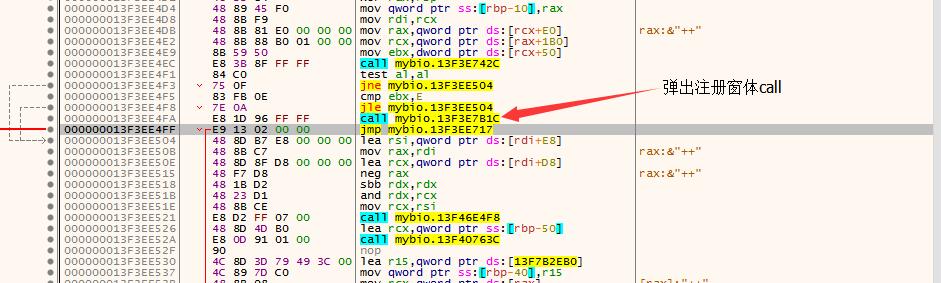 000000013F3EE4D4 48 89 45 F0 mov qword ptr ss:[rbp-10],rax
000000013F3EE4D8 48 8B F9 mov rdi,rcx
000000013F3EE4DB 48 8B 81 E0 00 00 00 mov rax,qword ptr ds:[rcx+E0] rax:&"++"
000000013F3EE4E2 48 8B 88 B0 01 00 00 mov rcx,qword ptr ds:[rax+1B0]
000000013F3EE4E9 8B 59 50 mov ebx,dword ptr ds:[rcx+50]
000000013F3EE4EC E8 3B 8F FF FF call mybio.13F3E742C
000000013F3EE4F1 84 C0 test al,al
000000013F3EE4F3 75 0F jne mybio.13F3EE504 弹出注册窗体call
000000013F3EE4F5 83 FB 0E cmp ebx,E
000000013F3EE4F8 7E 0A jle mybio.13F3EE504
000000013F3EE4FA E8 1D 96 FF FF call mybio.13F3E7B1C
000000013F3EE4FF E9 13 02 00 00 jmp mybio.13F3EE717
000000013F3EE504 48 8D B7 E8 00 00 00 lea rsi,qword ptr ds:[rdi+E8]
000000013F3EE50B 48 8B C7 mov rax,rdi rax:&"++"
000000013F3EE50E 48 8D 8F D8 00 00 00 lea rcx,qword ptr ds:[rdi+D8]
000000013F3EE515 48 F7 D8 neg rax rax:&"++"
000000013F3EE518 48 1B D2 sbb rdx,rdx
000000013F3EE51B 48 23 D1 and rdx,rcx
000000013F3EE51E 48 8B CE mov rcx,rsi
000000013F3EE521 E8 D2 FF 07 00 call mybio.13F46E4F8
000000013F3EE526 48 8D 4D B0 lea rcx,qword ptr ss:[rbp-50]
000000013F3EE52A E8 0D 91 01 00 call mybio.13F40763C
000000013F3EE52F 90 nop
000000013F3EE530 4C 8D 3D 79 49 3C 00 lea r15,qword ptr ds:[13F7B2EB0]
000000013F3EE537 4C 89 7D C0 mov qword ptr ss:[rbp-40],r15